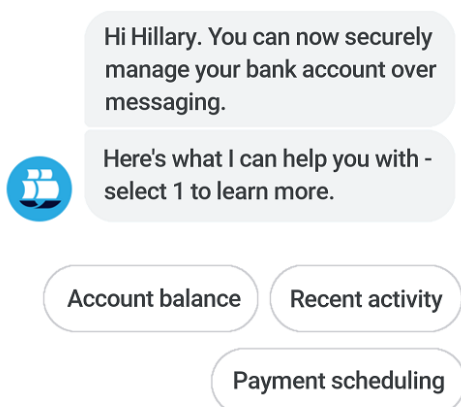 Hi Hillary. You can now securely
manage your bank account over
messaging.
Here's what I can help you with -
select 1 to learn more.
Account balance
Recent activity
Payment scheduling